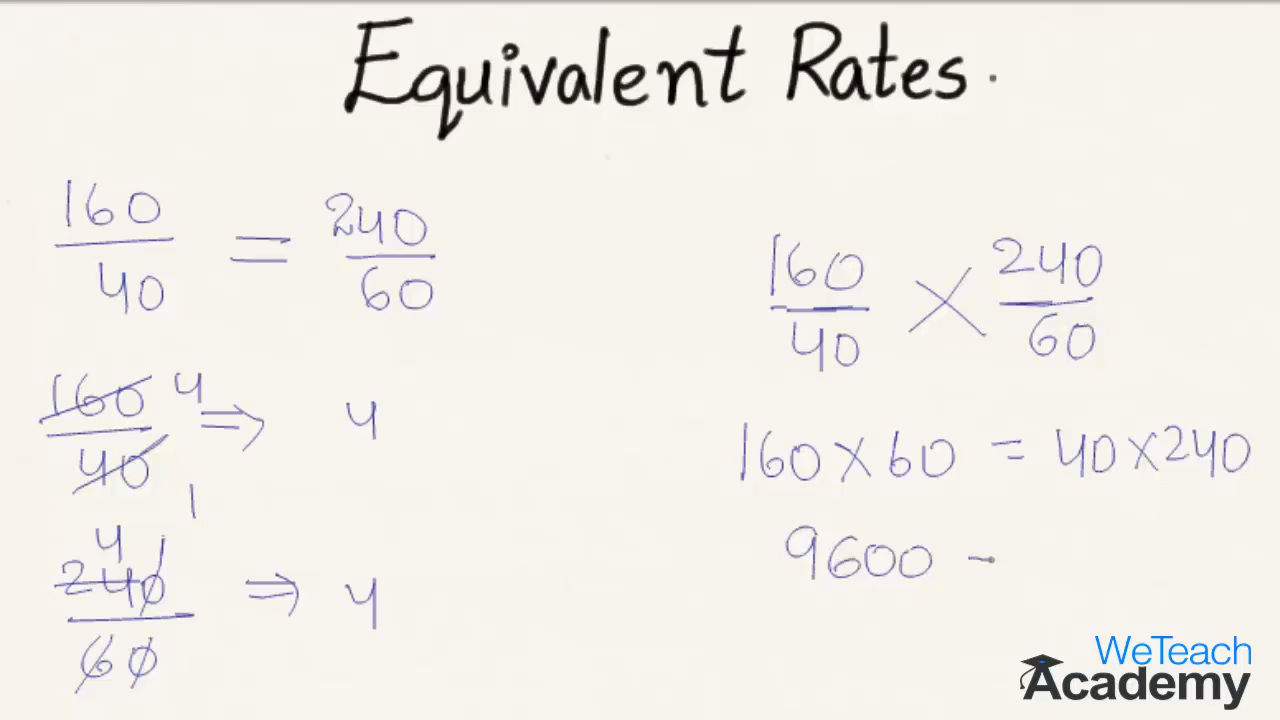 Equivalent Rates.
160/40 = 240/60
160/40 4 1 ⇒ 4
4 240/60 ⇒ 4
160/40 × 240/60
160 × 60 = 40 × 240
9600 -
WeTeach
Academy